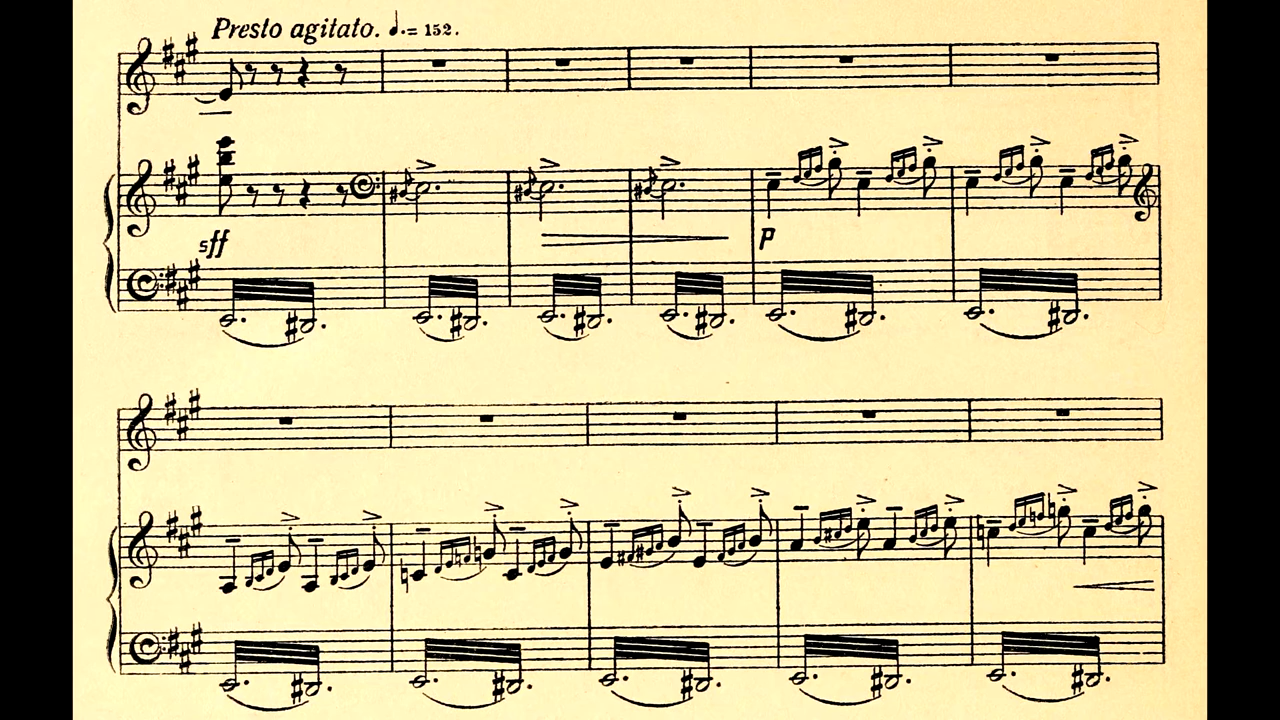 Presto agitato. ♩.= 152.
sff
p